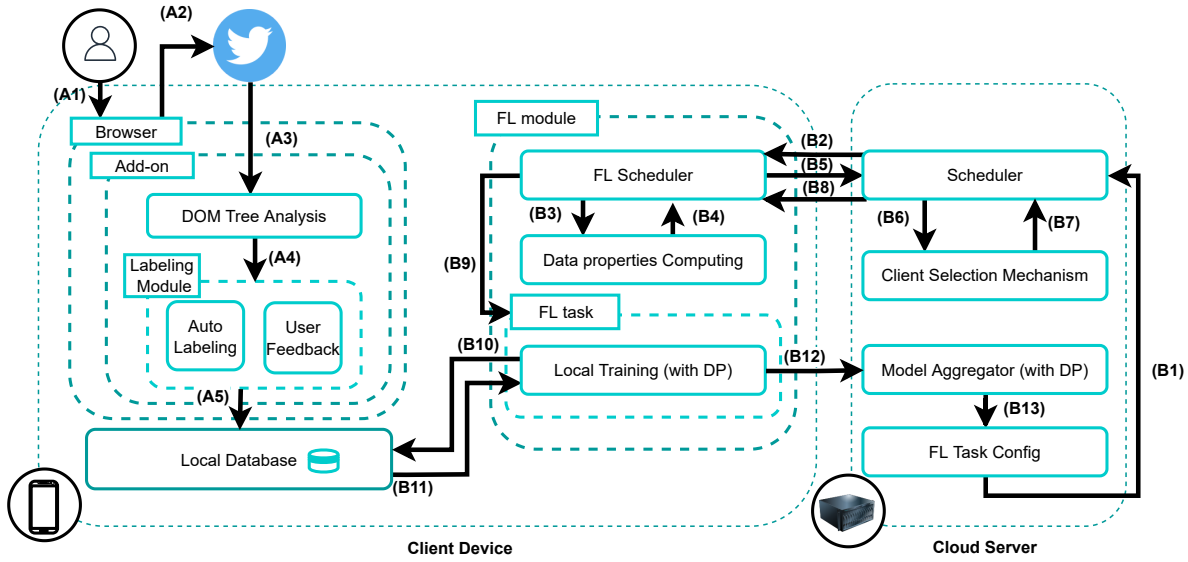 (A2)
(A1)
Browser
(A3)
Add-on
DOM Tree Analysis
(A4)
Labeling
Module
Auto
Labeling
User
Feedback
(A5)
Local Database
FL module
FL Scheduler
(B2)
(B5)
(B8)
Scheduler
(B3)
(B4)
(B6)
(B7)
(B9)
Data properties Computing
Client Selection Mechanism
FL task
(B10)
Local Training (with DP)
(B12)
Model Aggregator (with DP)
(B1)
(B13)
FL Task Config
(B11)
Client Device
Cloud Server